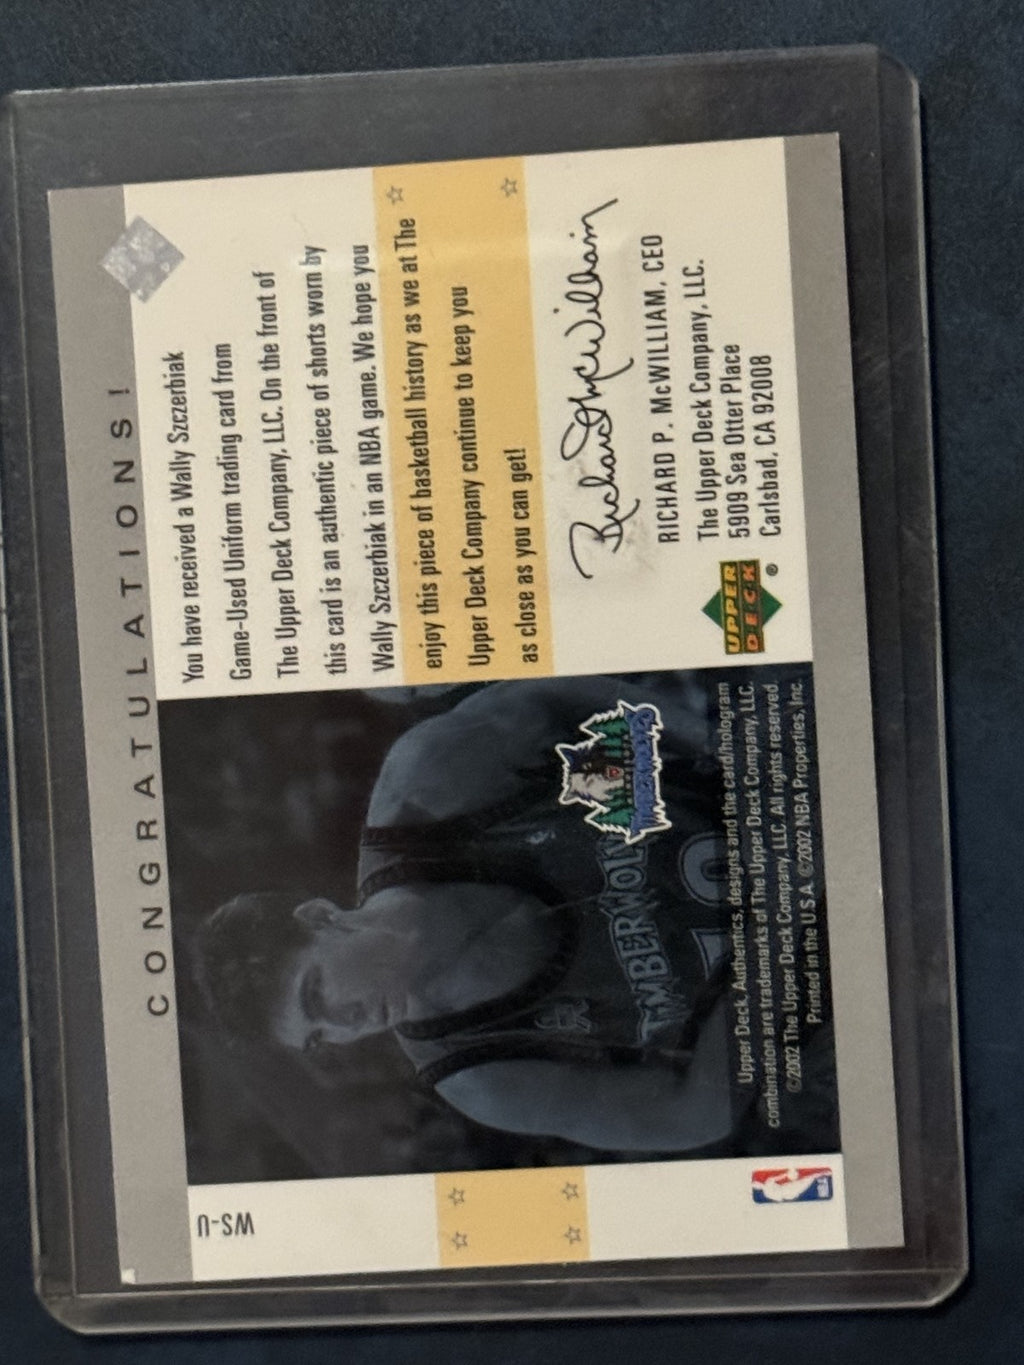 CONGRATULATIONS!
You have received a Wally Szczerbiak
Game-Used Uniform trading card from
The Upper Deck Company, LLC. On the front of
this card is an authentic piece of shorts worn by
Wally Szczerbiak in an NBA game. We hope you
enjoy this piece of basketball history as we at The
Upper Deck Company continue to keep you
as close as you can get!
Richard P. McWilliam
RICHARD P. McWILLIAM, CEO
The Upper Deck Company, LLC.
5909 Sea Otter Place
Carlsbad, CA 92008
UPPER
DECK®
WS-U
TIMBERWOL
10
TIMBERWOLVES
Upper Deck, Authentics, designs and the card/hologram
combination are trademarks of The Upper Deck Company, LLC.
©2002 The Upper Deck Company, LLC. All rights reserved.
Printed in the U.S.A. ©2002 NBA Properties, Inc.
NBA